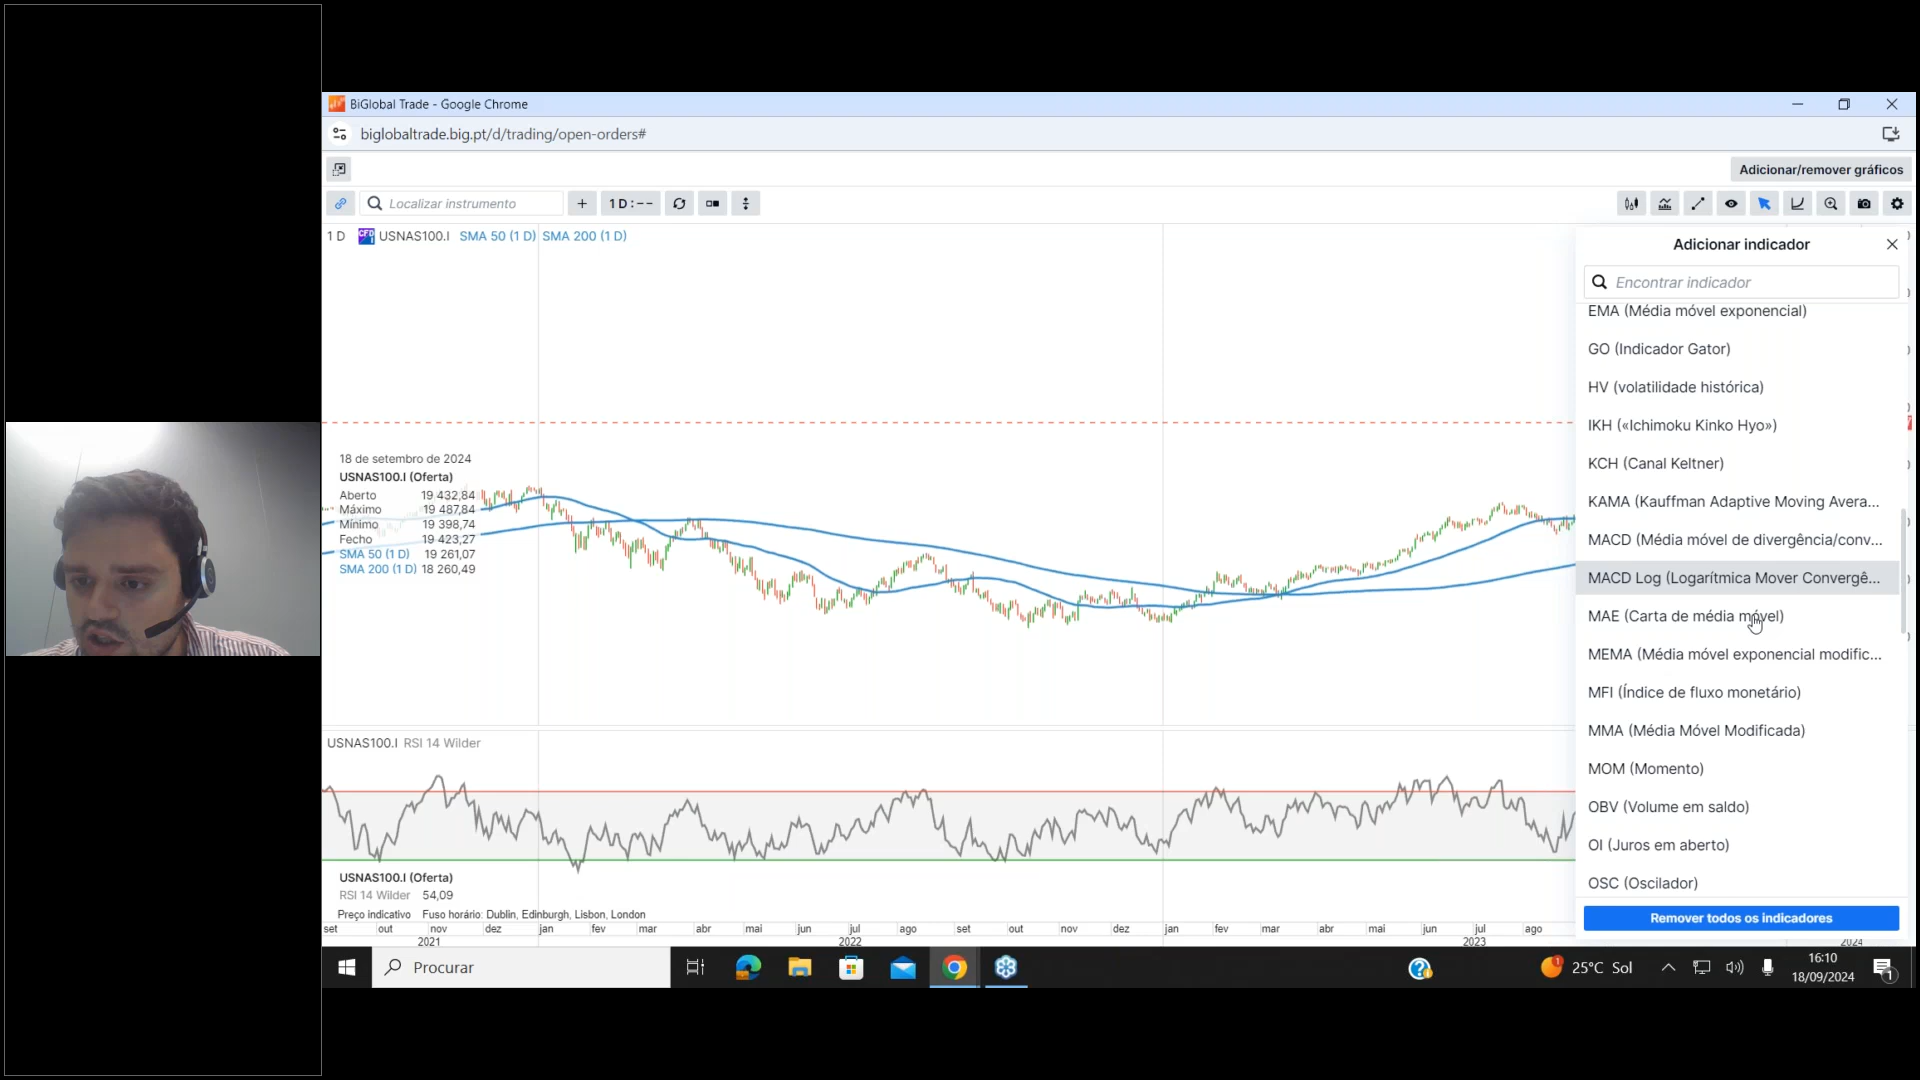 BiGlobal Trade - Google Chrome
biglobaltrade.big.pt/d/trading/open-orders#
Adicionar/remover gráficos
Localizar instrumento
1 D : --
1 D USNAS100.I SMA 50 (1 D) SMA 200 (1 D)
Adicionar indicador
Encontrar indicador
EMA (Média móvel exponencial)
GO (Indicador Gator)
HV (volatilidade histórica)
IKH («Ichimoku Kinko Hyo»)
KCH (Canal Keltner)
KAMA (Kauffman Adaptive Moving Avera...
MACD (Média móvel de divergência/conv...
MACD Log (Logarítmica Mover Convergê...
MAE (Carta de média móvel)
MEMA (Média móvel exponencial modific...
MFI (Índice de fluxo monetário)
MMA (Média Móvel Modificada)
MOM (Momento)
OBV (Volume em saldo)
OI (Juros em aberto)
OSC (Oscilador)
Remover todos os indicadores
18 de setembro de 2024
USNAS100.I (Oferta)
Aberto 19 432,84
Máximo 19 487,84
Mínimo 19 398,74
Fecho 19 423,27
SMA 50 (1 D) 19 261,07
SMA 200 (1 D) 18 260,49
USNAS100.I RSI 14 Wilder
USNAS100.I (Oferta)
RSI 14 Wilder 54,09
Preço indicativo Fuso horário: Dublin, Edinburgh, Lisbon, London
set out nov dez jan fev mar abr mai jun jul ago set out nov dez jan fev mar abr mai jun jul ago
2021 2022 2023 2024
Procurar
25°C Sol
16:10
18/09/2024
1